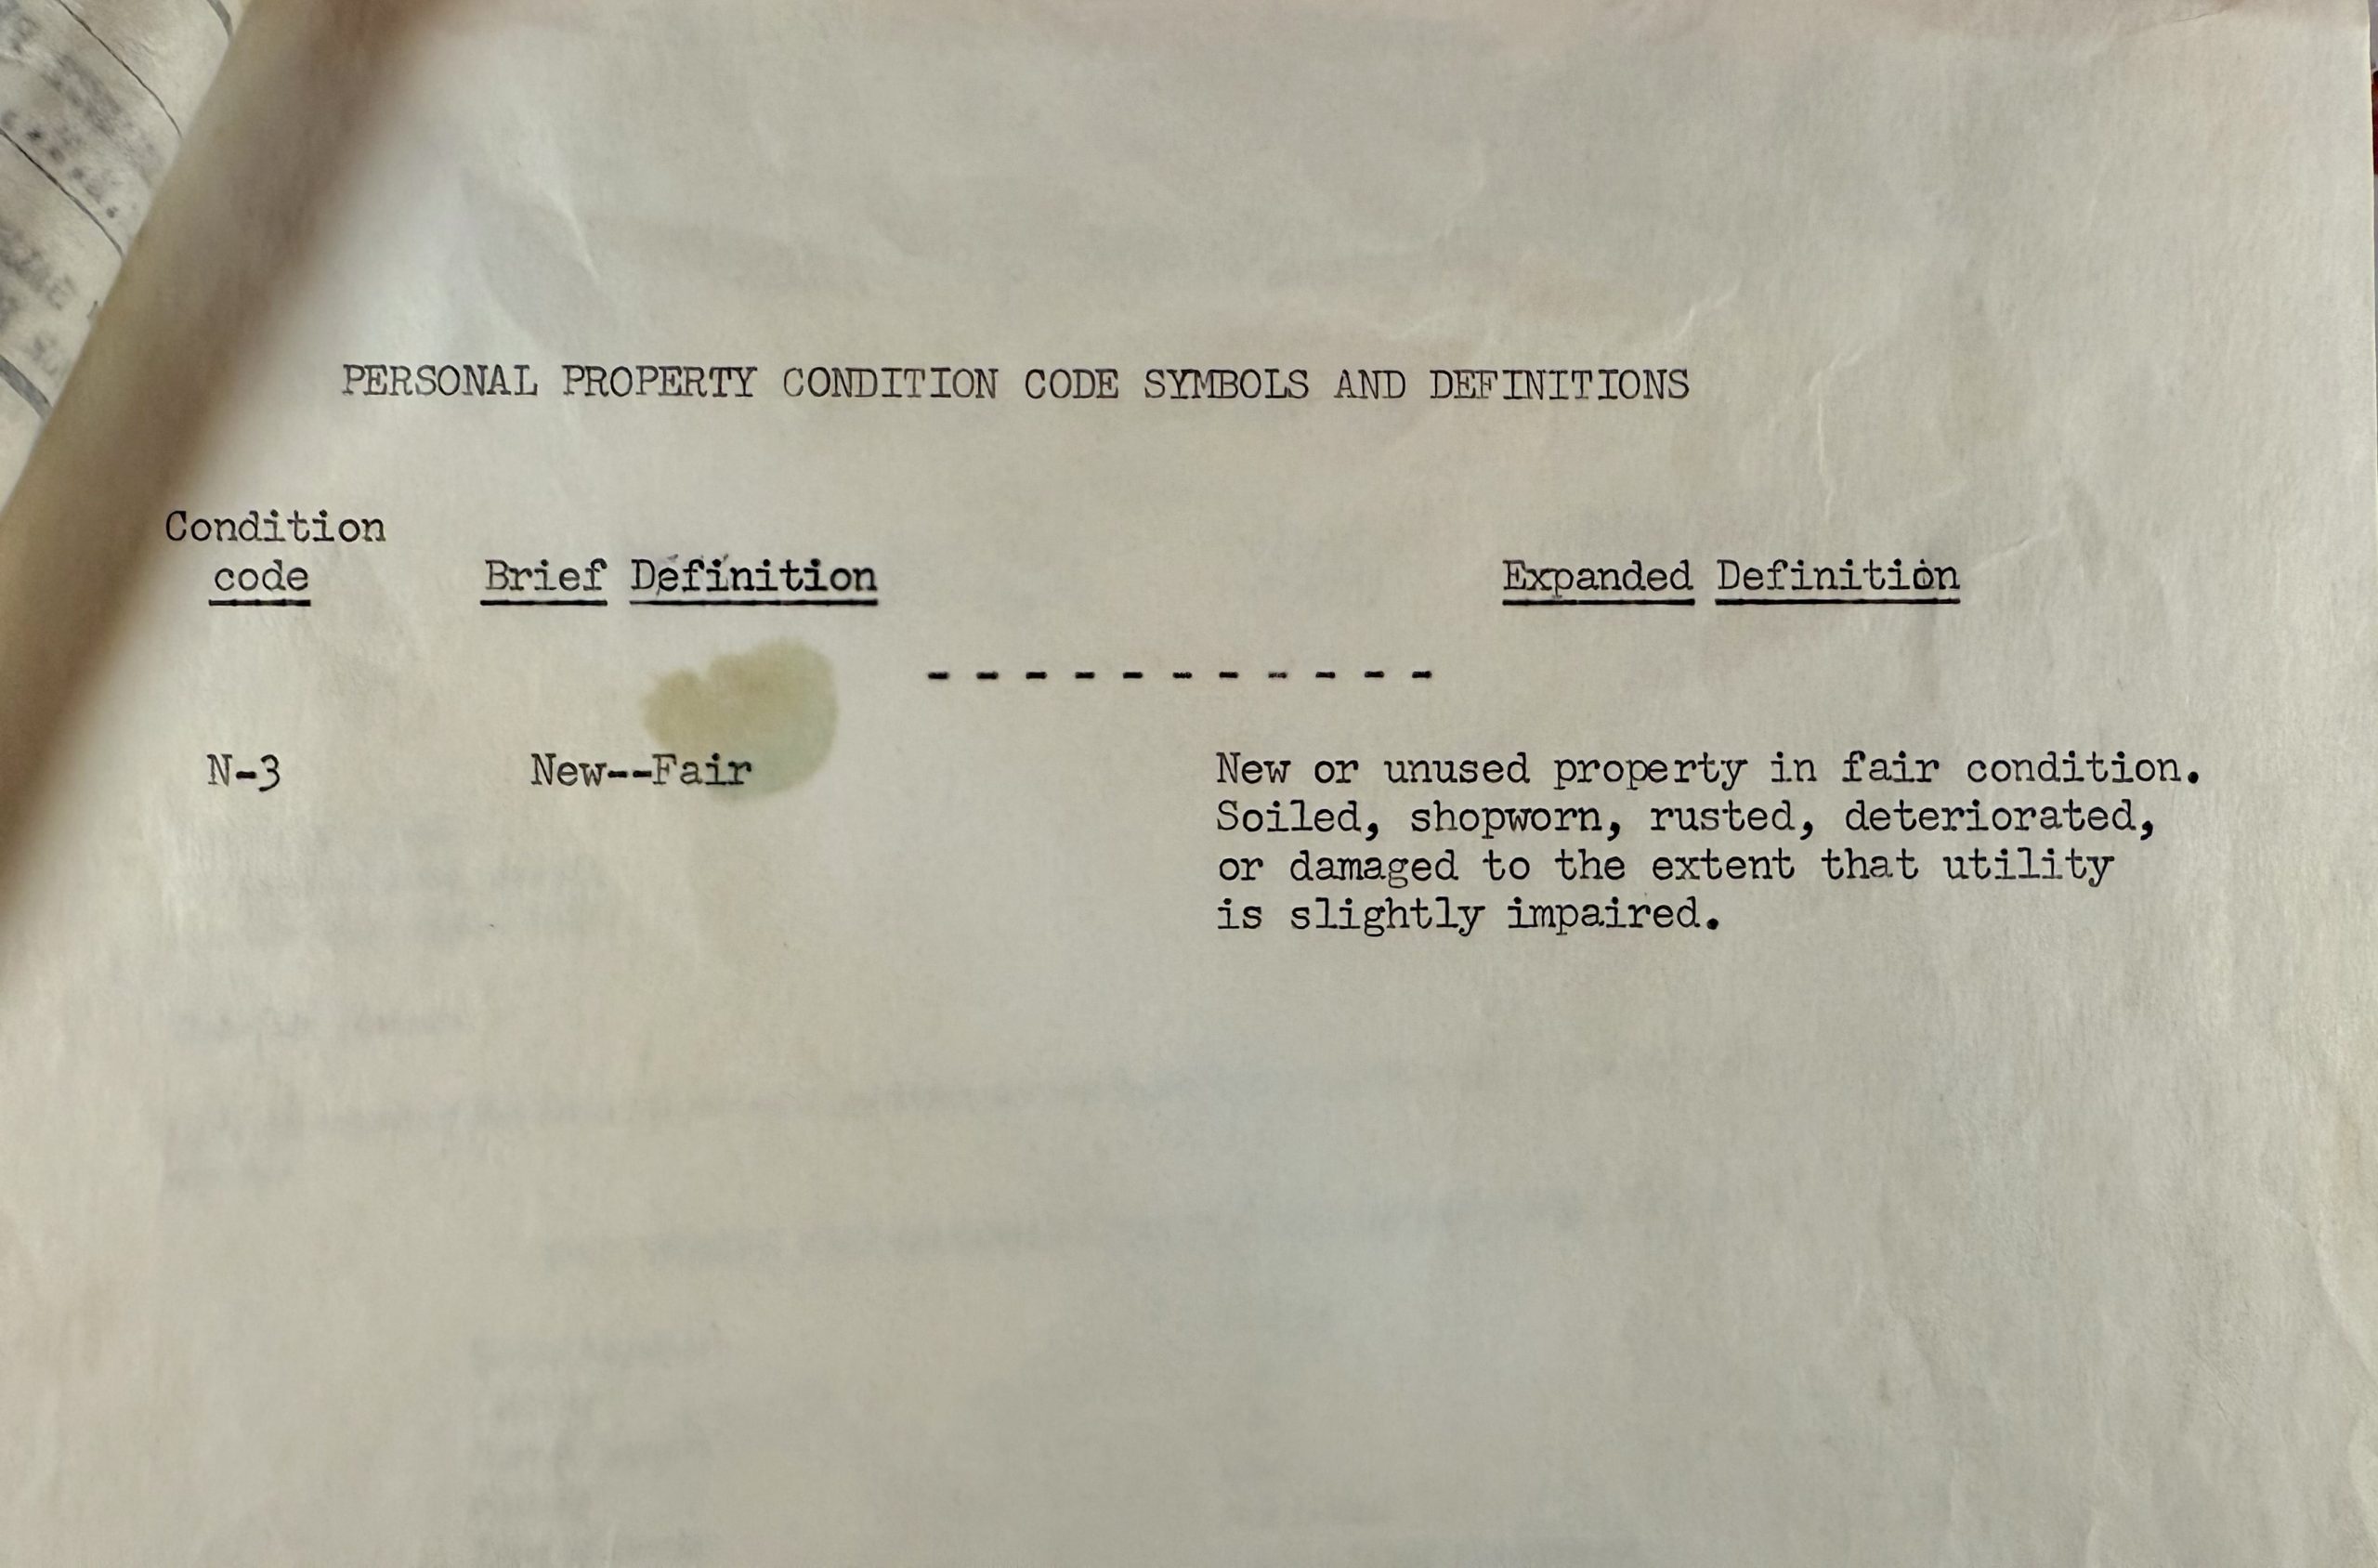 PERSONAL PROPERTY CONDITION CODE SYMBOLS AND DEFINITIONS
Condition
code Brief Definition Expanded Definition
- - - - - - - - - - -
N-3 New--Fair New or unused property in fair condition.
Soiled, shopworn, rusted, deteriorated,
or damaged to the extent that utility
is slightly impaired.